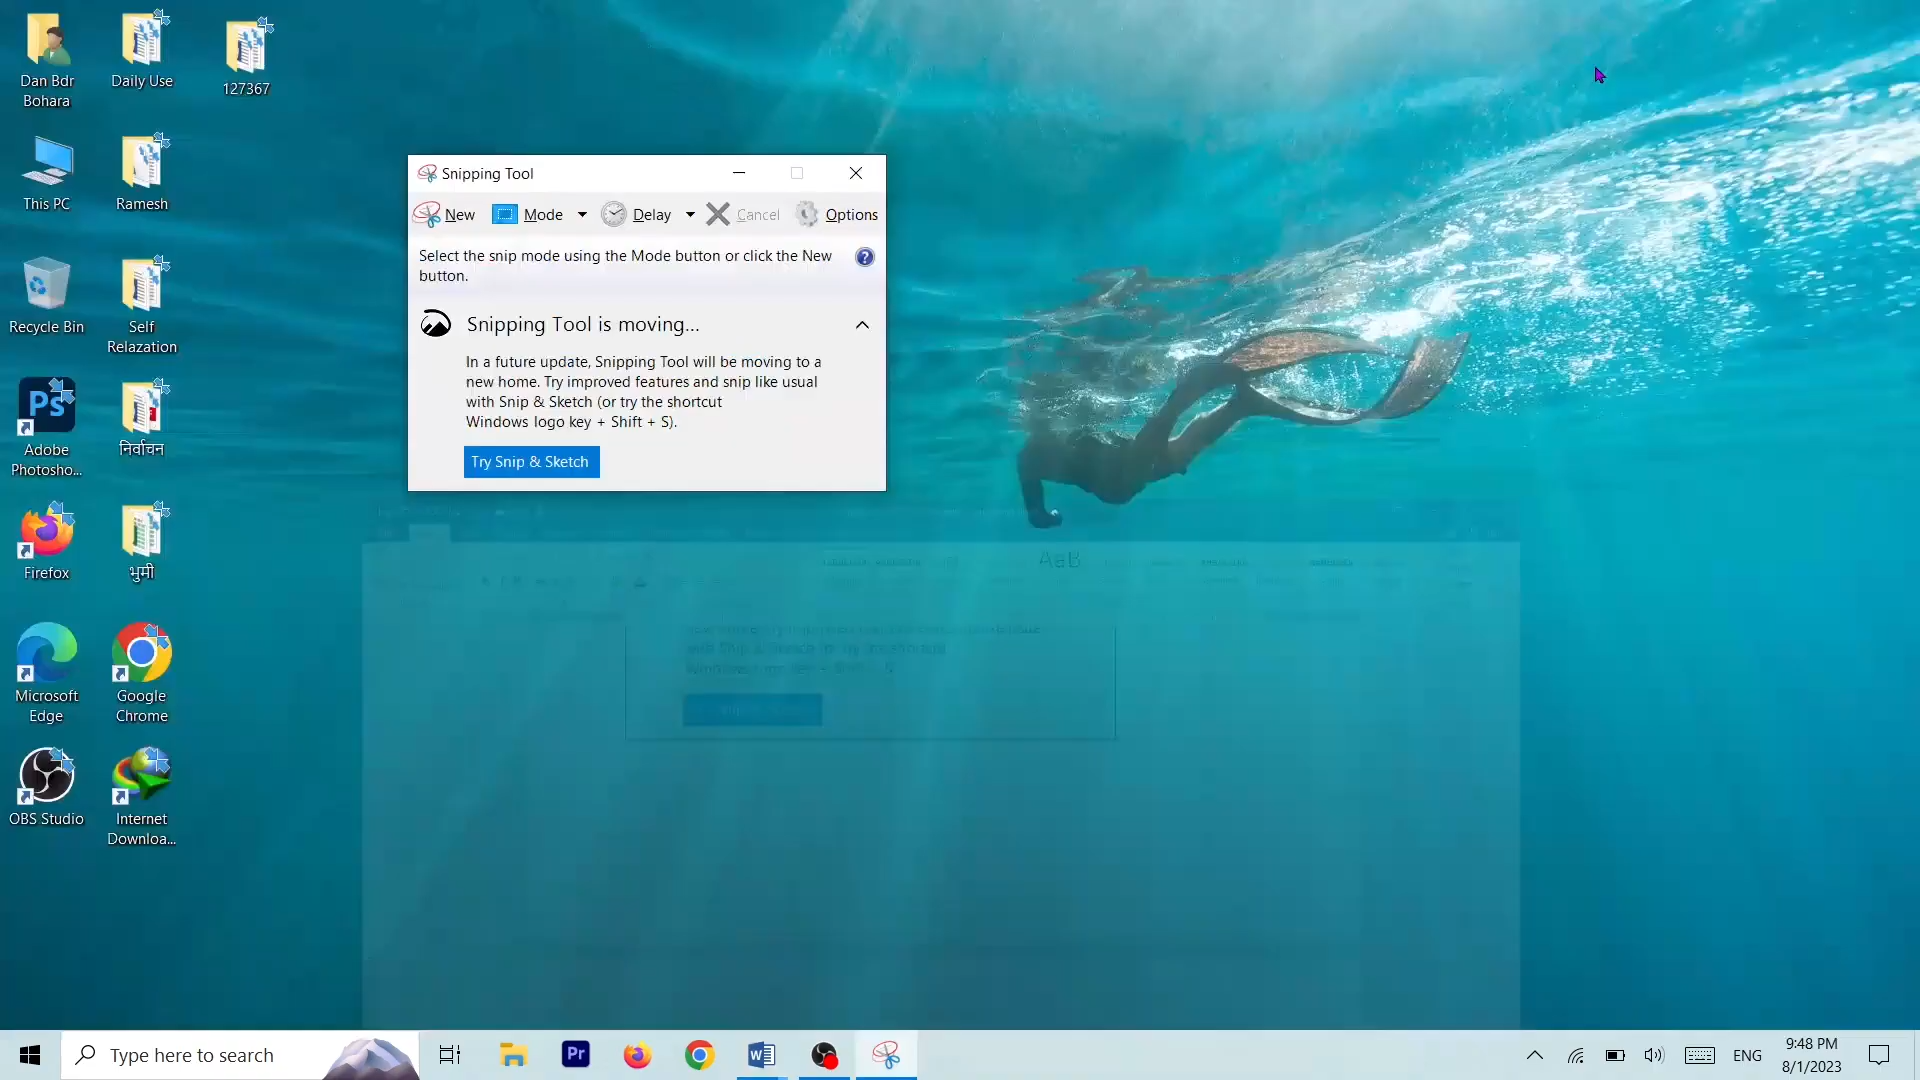 Dan Bdr
Bohara
Daily Use
127367
This PC
Ramesh
Recycle Bin
Self
Relazation
Ps
Adobe
Photosho...
निर्वाचन
Firefox
भुमी
Microsoft
Edge
Google
Chrome
OBS Studio
Internet
Downloa...
Snipping Tool
New
Mode
Delay
Cancel
Options
Select the snip mode using the Mode button or click the New
button.
?
Snipping Tool is moving...
In a future update, Snipping Tool will be moving to a
new home. Try improved features and snip like usual
with Snip & Sketch (or try the shortcut
Windows logo key + Shift + S).
Try Snip & Sketch
AaB
Type here to search
Pr
W
ENG
9:48 PM
8/1/2023